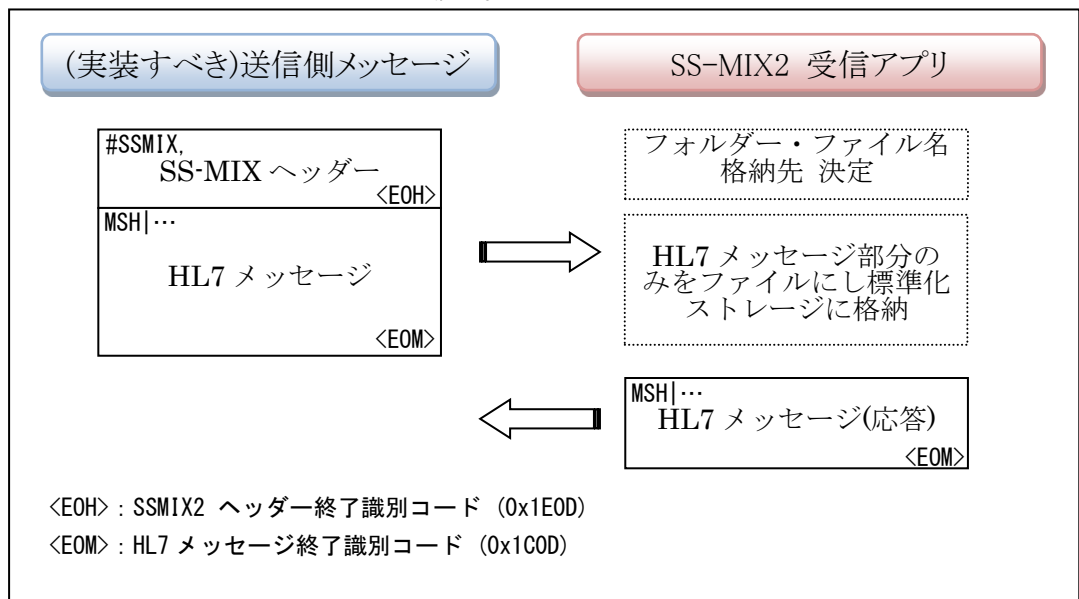 (実装すべき)送信側メッセージ
SS-MIX2 受信アプリ
#SSMIX,
SS-MIX ヘッダー
<EOH>
MSH|…
HL7 メッセージ
<EOM>
フォルダー・ファイル名
格納先 決定
HL7 メッセージ部分の
みをファイルにし標準化
ストレージに格納
MSH|…
HL7 メッセージ(応答)
<EOM>
<EOH>：SSMIX2 ヘッダー終了識別コード (0x1E0D)
<EOM>：HL7 メッセージ終了識別コード (0x1C0D)